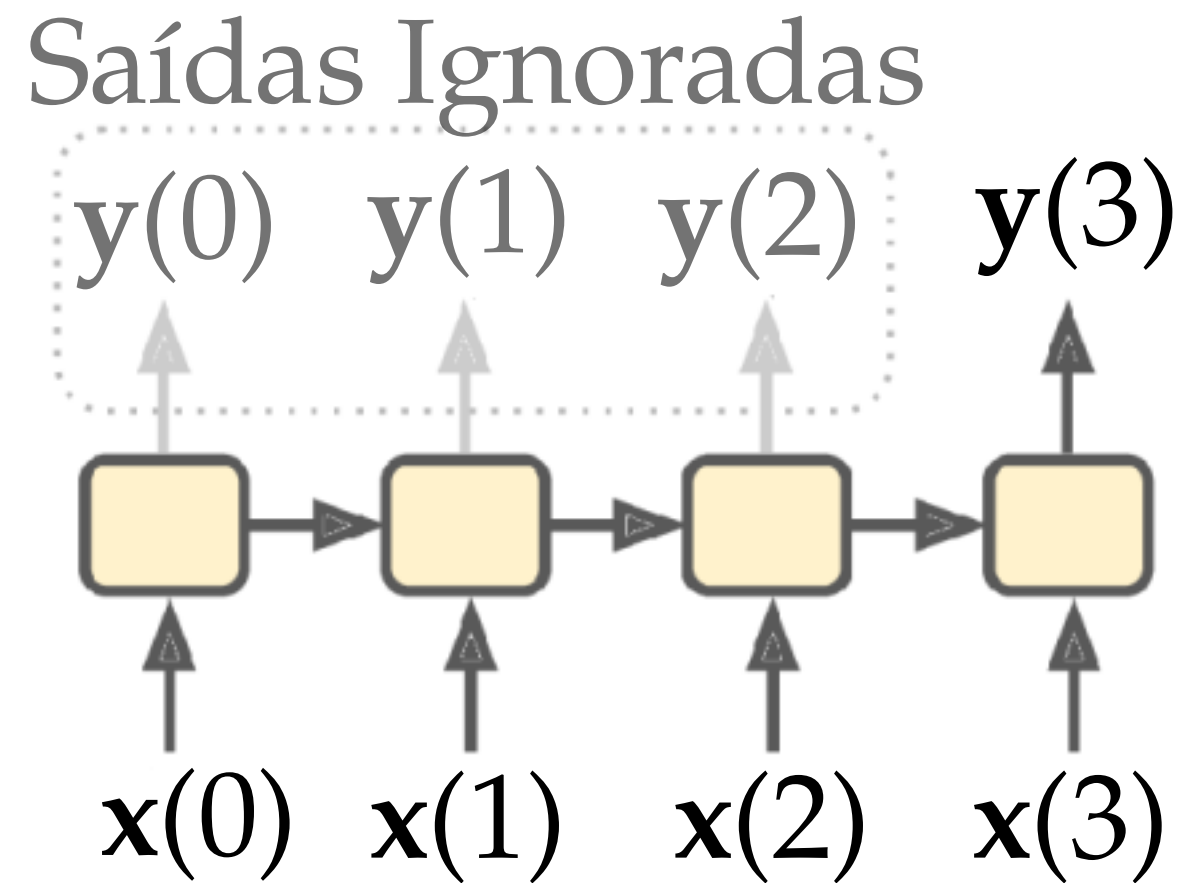 Saídas Ignoradas
y(0) y(1) y(2) y(3)
x(0) x(1) x(2) x(3)